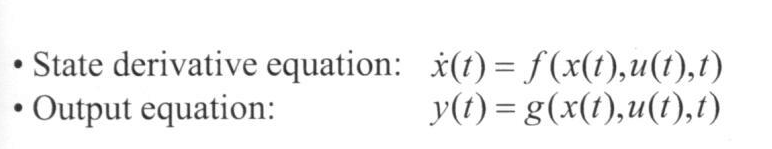 • State derivative equation: ẋ(t) = f(x(t),u(t),t)
• Output equation: y(t) = g(x(t),u(t),t)